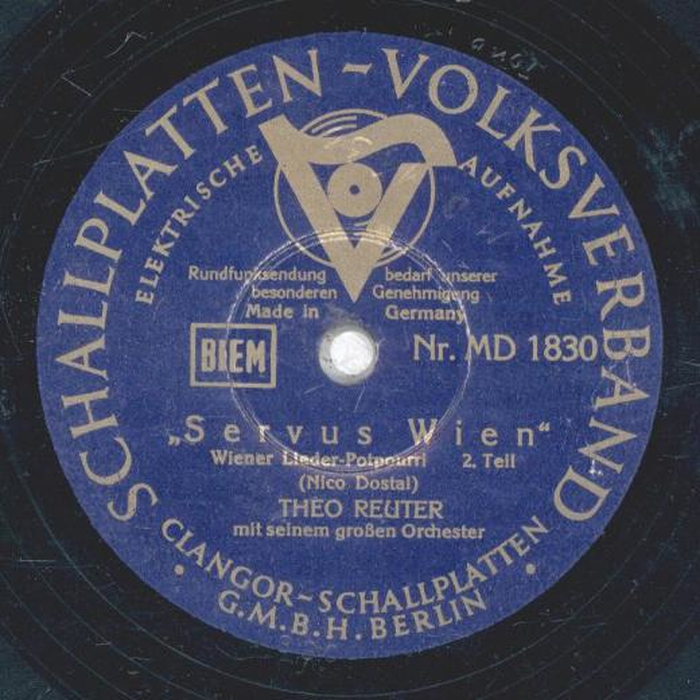 SCHALLPLATTEN-VOLKSVERBAND
ELEKTRISCHE AUFNAHME
Rundfunksendung bedarf unserer
besonderen Genehmigung
Made in Germany
BIEM
Nr. MD 1830
„Servus Wien“
Wiener Lieder-Potpourri 2. Teil
(Nico Dostal)
THEO REUTER
mit seinem großen Orchester
CLANGOR-SCHALLPLATTEN
G.M.B.H. BERLIN